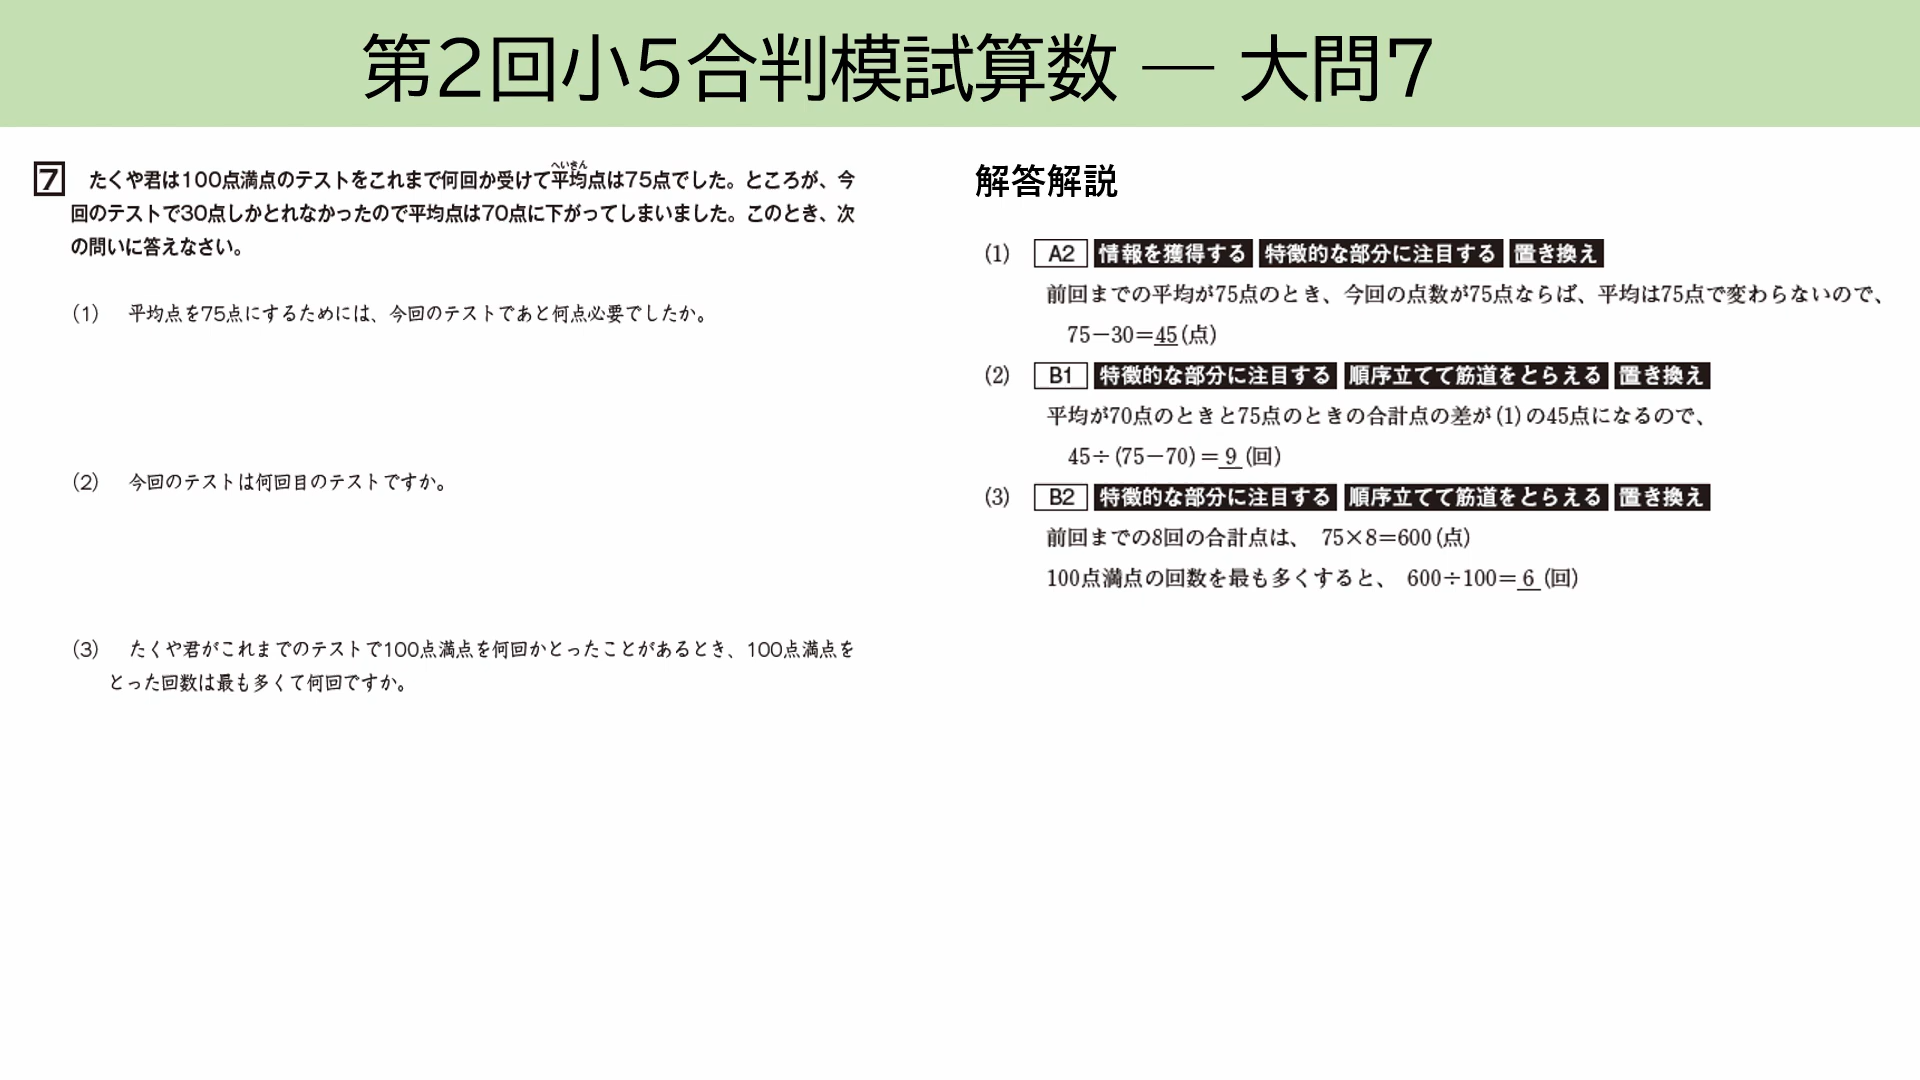 第2回小5合判模試算数 ― 大問7
7 たくや君は100点満点のテストをこれまで何回か受けて平均点は75点でした。ところが、今
へいきん
回のテストで30点しかとれなかったので平均点は70点に下がってしまいました。このとき、次
の問いに答えなさい。
(1) 平均点を75点にするためには、今回のテストであと何点必要でしたか。
(2) 今回のテストは何回目のテストですか。
(3) たくや君がこれまでのテストで100点満点を何回かとったことがあるとき、100点満点を
とった回数は最も多くて何回ですか。
解答解説
(1) A2 情報を獲得する 特徴的な部分に注目する 置き換え
前回までの平均が75点のとき、今回の点数が75点ならば、平均は75点で変わらないので、
75－30＝45(点)
(2) B1 特徴的な部分に注目する 順序立てて筋道をとらえる 置き換え
平均が70点のときと75点のときの合計点の差が(1)の45点になるので、
45÷(75－70)＝9(回)
(3) B2 特徴的な部分に注目する 順序立てて筋道をとらえる 置き換え
前回までの8回の合計点は、 75×8＝600(点)
100点満点の回数を最も多くすると、 600÷100＝6(回)